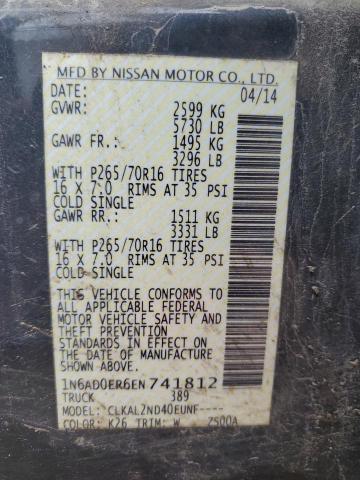 MFD BY NISSAN MOTOR CO., LTD.
DATE: 04/14
GVWR: 2599 KG
5730 LB
GAWR FR.: 1495 KG
3296 LB
WITH P265/70R16 TIRES
16 X 7.0 RIMS AT 35 PSI
COLD SINGLE
GAWR RR.: 1511 KG
3331 LB
WITH P265/70R16 TIRES
16 X 7.0 RIMS AT 35 PSI
COLD SINGLE
THIS VEHICLE CONFORMS TO
ALL APPLICABLE FEDERAL
MOTOR VEHICLE SAFETY AND
THEFT PREVENTION
STANDARDS IN EFFECT ON
THE DATE OF MANUFACTURE
SHOWN ABOVE.
1N6AD0ER6EN741812
TRUCK 389
MODEL: CLKALZND40EUNF----
COLOR: K26 TRIM: W 2500A